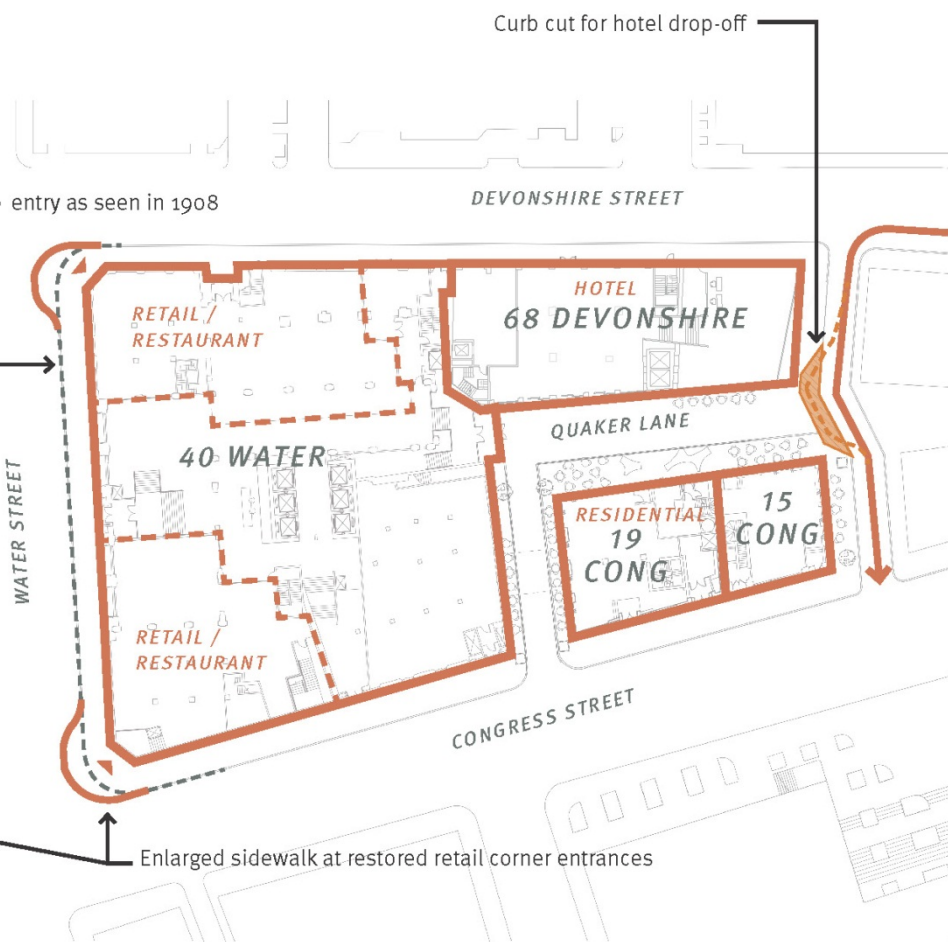 Curb cut for hotel drop-off
DEVONSHIRE STREET
entry as seen in 1908
HOTEL
68 DEVONSHIRE
RETAIL /
RESTAURANT
QUAKER LANE
40 WATER
WATER STREET
RESIDENTIAL
19
CONG
15
CONG
RETAIL /
RESTAURANT
CONGRESS STREET
Enlarged sidewalk at restored retail corner entrances